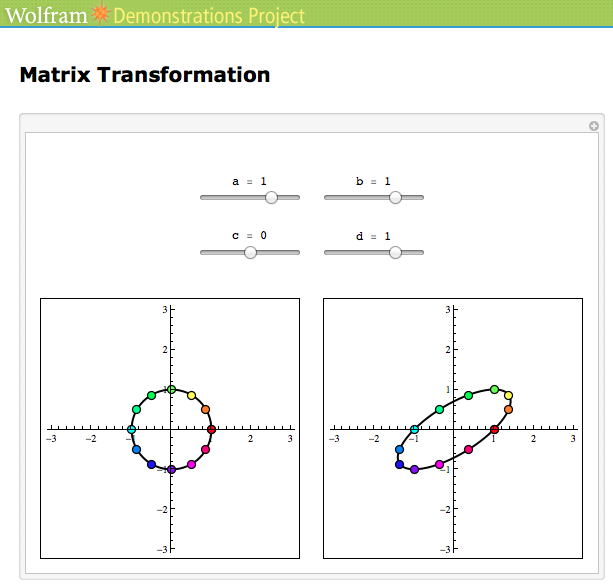 Wolfram Demonstrations Project
Matrix Transformation
a = 1 b = 1
c = 0 d = 1
3 3
2 2
1 1
-3 -2 -1 2 3 -3 -2 -1 1 2 3
-1 -1
-2 -2
-3 -3